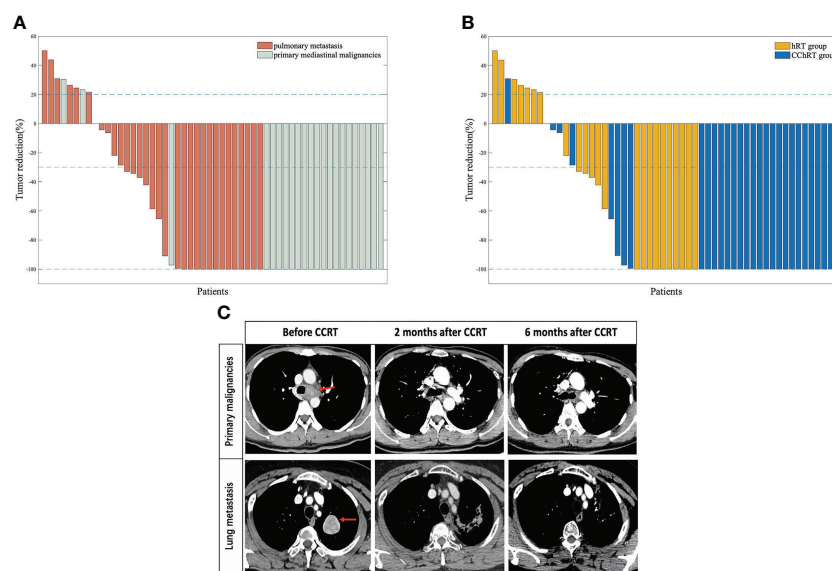 A
pulmonary metastasis
primary mediastinal malignancies
60
40
20
0
-20
-40
-60
-80
-100
Tumor reduction(%)
Patients
B
hRT group
CChRT group
60
40
20
0
-20
-40
-60
-80
-100
Tumor reduction(%)
Patients
C
Before CCRT
2 months after CCRT
6 months after CCRT
Primary malignancies
Lung metastasis